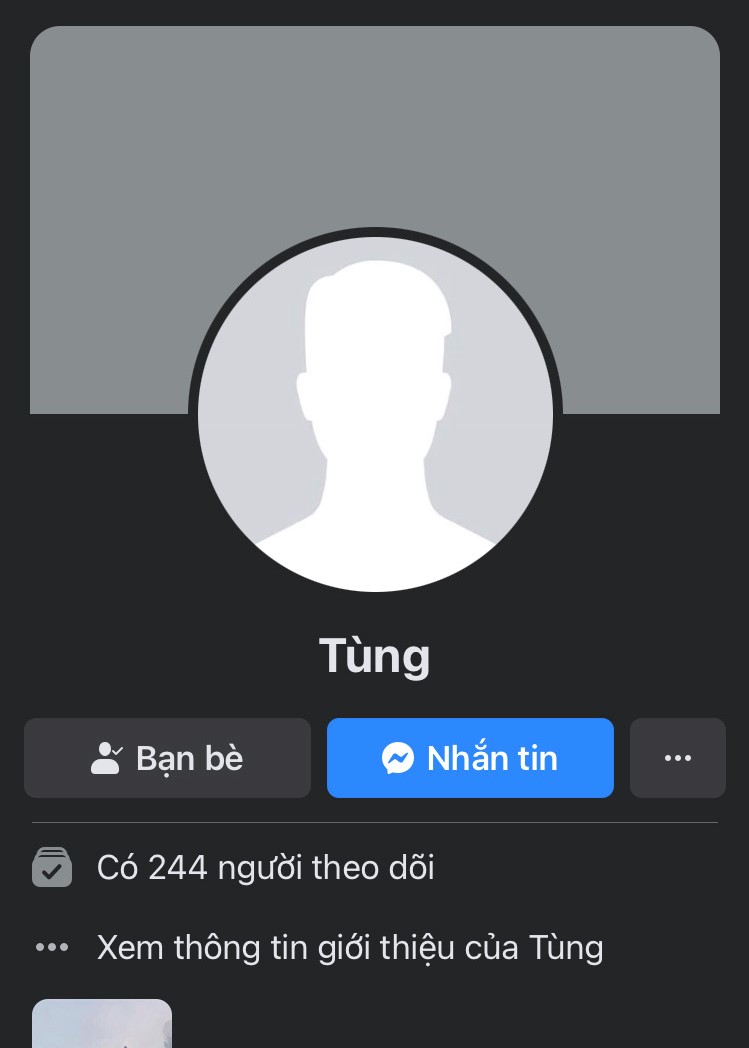 Tùng
Bạn bè
Nhắn tin
Có 244 người theo dõi
Xem thông tin giới thiệu của Tùng